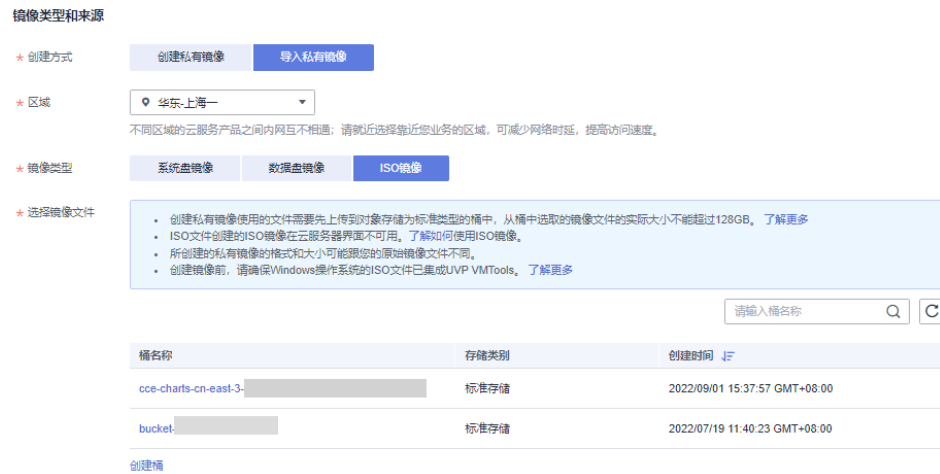 镜像类型和来源
★ 创建方式 创建私有镜像 导入私有镜像
★ 区域 华东-上海一
不同区域的云服务产品之间内网互不相通；请就近选择靠近您业务的区域，可减少网络时延，提高访问速度。
★ 镜像类型 系统盘镜像 数据盘镜像 ISO镜像
★ 选择镜像文件
• 创建私有镜像使用的文件需要先上传到对象存储为标准类型的桶中，从桶中选取的镜像文件的实际大小不能超过128GB。 了解更多
• ISO文件创建的ISO镜像在云服务器界面不可用。了解如何使用ISO镜像。
• 所创建的私有镜像的格式和大小可能跟您的原始镜像文件不同。
• 创建镜像前，请确保Windows操作系统的ISO文件已集成UVP VMTools。 了解更多
请输入桶名称
桶名称 存储类别 创建时间
cce-charts-cn-east-3- 标准存储 2022/09/01 15:37:57 GMT+08:00
bucket- 标准存储 2022/07/19 11:40:23 GMT+08:00
创建桶